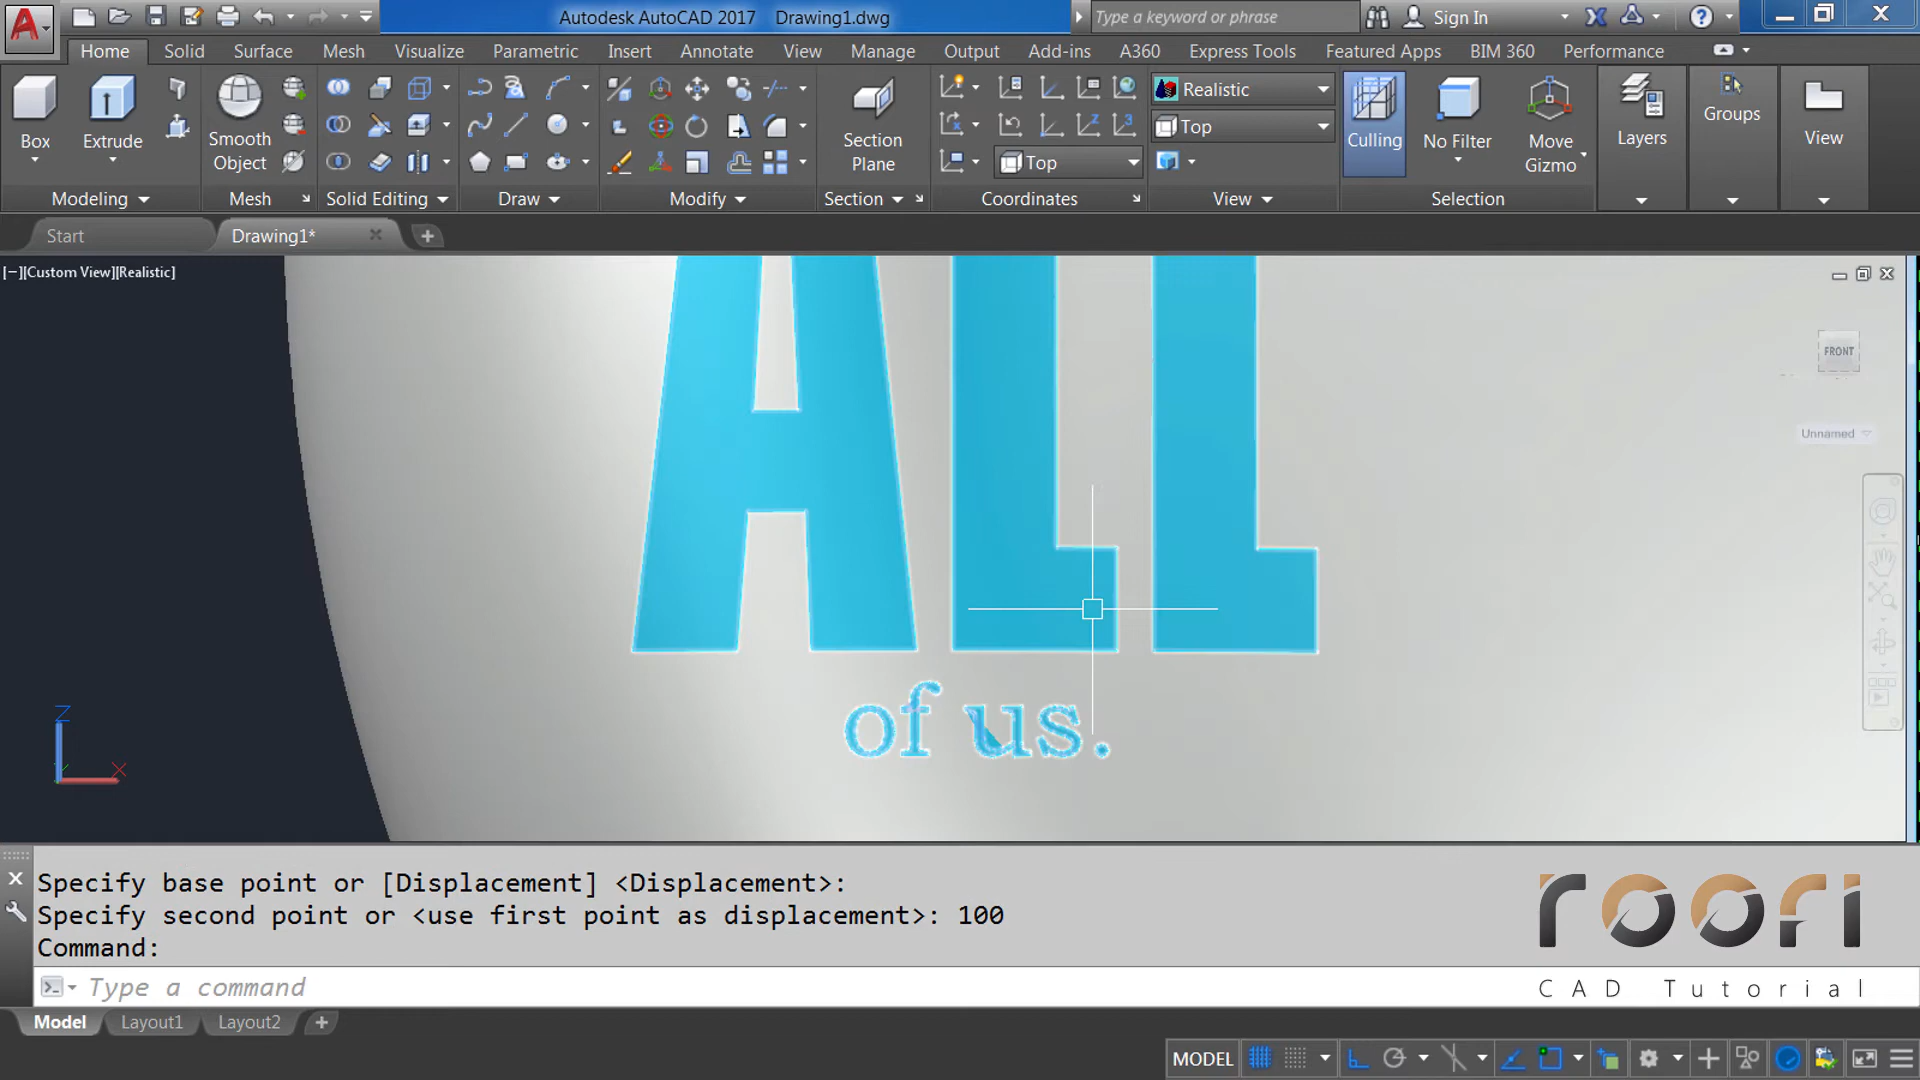 Autodesk AutoCAD 2017 Drawing1.dwg
Type a keyword or phrase
Sign In
Home Solid Surface Mesh Visualize Parametric Insert Annotate View Manage Output Add-ins A360 Express Tools Featured Apps BIM 360 Performance
Box
Extrude
Smooth Object
Section Plane
Realistic
Top
Top
Culling
No Filter
Move Gizmo
Layers
Groups
View
Modeling Mesh Solid Editing Draw Modify Section Coordinates View Selection
Start Drawing1*
[−][Custom View][Realistic]
FRONT
Unnamed
ALL
of us.
Z
X
Specify base point or [Displacement] <Displacement>:
Specify second point or <use first point as displacement>: 100
Command:
Type a command
roofi
CAD Tutorial
Model Layout1 Layout2
MODEL